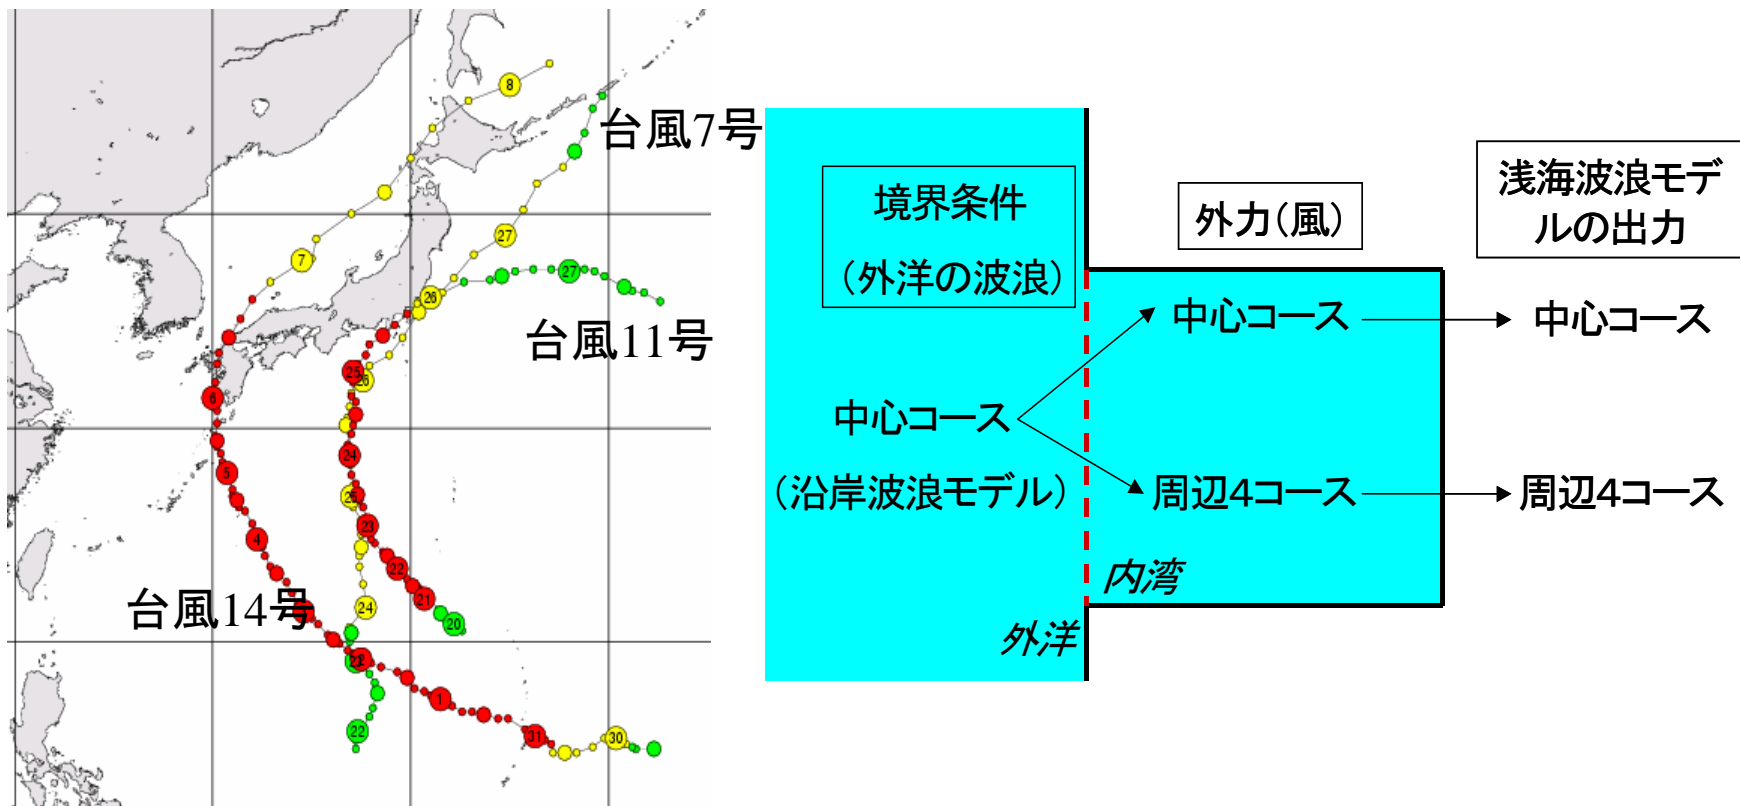 8
台風7号
27
7
27
26
台風11号
25
26
6
24
5
25
23
4
22
21
24
台風14号
20
2
1
22
31
30
境界条件
(外洋の波浪)
中心コース
(沿岸波浪モデル)
外洋
外力(風)
中心コース
周辺4コース
内湾
浅海波浪モデ
ルの出力
中心コース
周辺4コース